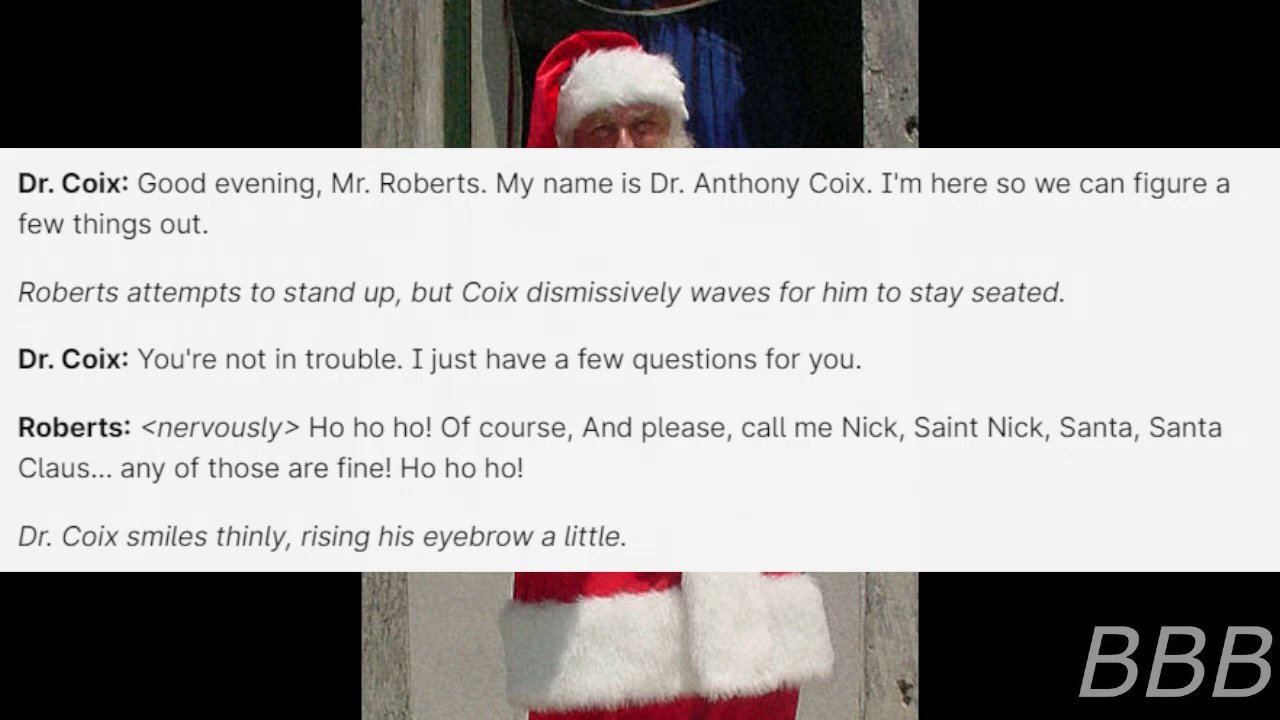 Dr. Coix: Good evening, Mr. Roberts. My name is Dr. Anthony Coix. I'm here so we can figure a
few things out.
Roberts attempts to stand up, but Coix dismissively waves for him to stay seated.
Dr. Coix: You're not in trouble. I just have a few questions for you.
Roberts: <nervously> Ho ho ho! Of course, And please, call me Nick, Saint Nick, Santa, Santa
Claus... any of those are fine! Ho ho ho!
Dr. Coix smiles thinly, rising his eyebrow a little.
BBB